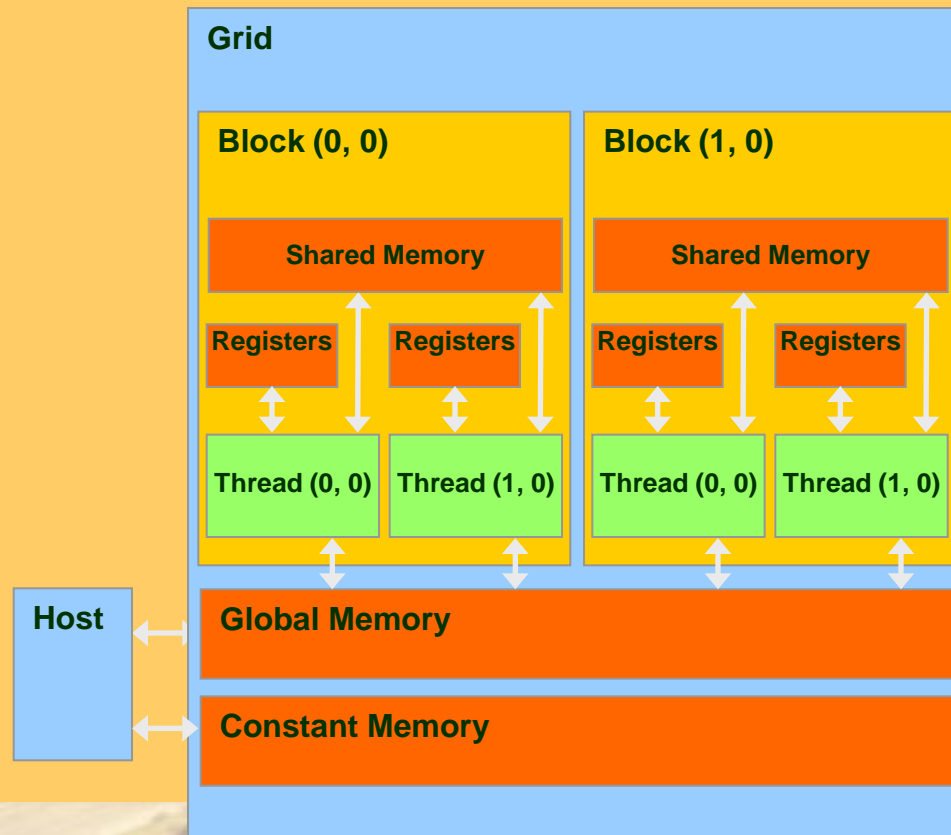 Grid
Block (0, 0)
Block (1, 0)
Shared Memory
Shared Memory
Registers
Registers
Registers
Registers
Thread (0, 0)
Thread (1, 0)
Thread (0, 0)
Thread (1, 0)
Host
Global Memory
Constant Memory